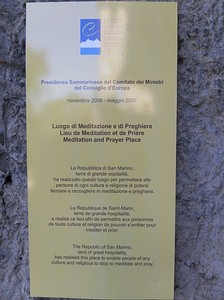 Presidenza Sammarinese del Comitato dei Ministri
del Consiglio d'Europa
novembre 2006 - maggio 2007
Luogo di Meditazione e di Preghiera
Lieu de Meditation et de Prière
Meditation and Prayer Place
La Repubblica di San Marino,
terra di grande ospitalità,
ha realizzato questo luogo per permettere alle
persone di ogni cultura e religione di potersi
fermare e raccogliere in meditazione e preghiera.
La Republique de Saint-Marin,
terre de grande hospitalité,
a réalisé ce lieu afin de permettre aux personnes
de toute culture et religion de pouvoir s'arrêter pour
mediter et prier.
The Republic of San Marino,
land of great hospitality,
has realised this place to enable people of any
culture and religious to stop to meditate and pray.